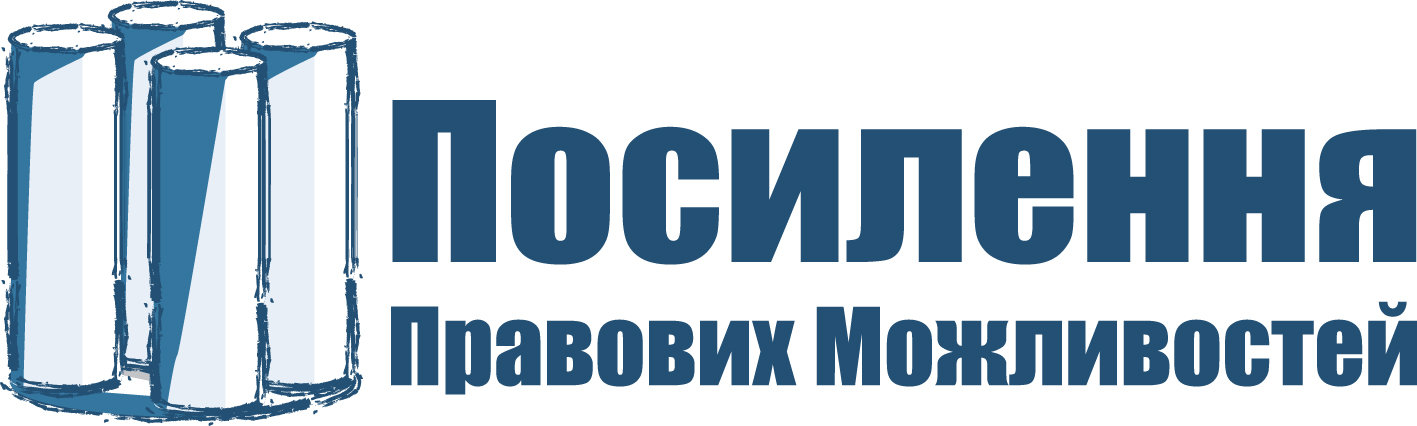 Посилення
Правових Можливостей